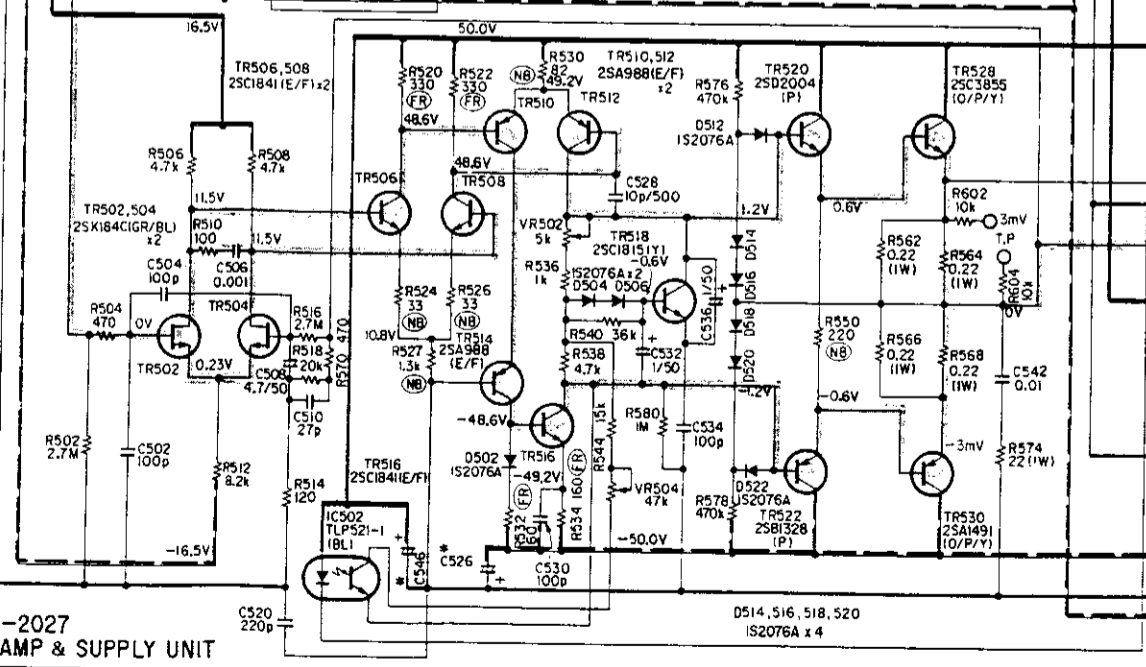 16.5V
50.0V
TR506,508
2SC1841(E/F)x2
R520
330
(FR)
48.6V
R522
330
(FR)
(NB)
R530
82
49.2V
TR510,512
2SA988(E/F)
x2
TR510
TR512
R576
470k
TR520
2SD2004
(P)
TR528
2SC3855
(O/P/Y)
D512
1S2076A
R506
4.7k
R508
4.7k
48.6V
TR506
TR508
C528
10p/500
11.5V
TR502,504
2SK184C(GR/BL)
x2
R510
100
11.5V
C506
0.001
C504
100p
VR502
5k
TR518
2SC1815(Y)
-0.6V
1.2V
0.6V
R602
10k
3mV
T.P
D514
D516
D518
D520
R562
0.22
(1W)
R564
0.22
(1W)
R604
10k
0V
R536
1k
1S2076Ax2
D504 D506
C536 1/50
R504
470
0V
TR504
R516
2.7M
R524
33
(NB)
R526
33
(NB)
R540
36k
R550
220
(NB)
10.8V
TR514
2SA988
(E/F)
R527
1.3k
(NB)
R538
4.7k
C532
1/50
R566
0.22
(1W)
R568
0.22
(1W)
C542
0.01
TR502
0.23V
R518
20k
R570 470
C508
4.7/50
C510
27p
-1.2V
-0.6V
R502
2.7M
C502
100p
R512
8.2k
R514
120
-48.6V
D502
1S2076A
TR516
-49.2V
R544 15k
R580
1M
C534
100p
-3mV
R574
22(1W)
TR516
2SC1841(E/F)
R532
160
(FR)
R534 160 (FR)
VR504
47k
D522
1S2076A
R578
470k
TR522
2SB1328
(P)
TR530
2SA1491
(O/P/Y)
IC502
TLP521-1
(BL)
-16.5V
*
C546
*
C526
C530
100p
-50.0V
C520
220p
D514,516,518,520
1S2076A x 4
-2027
AMP & SUPPLY UNIT